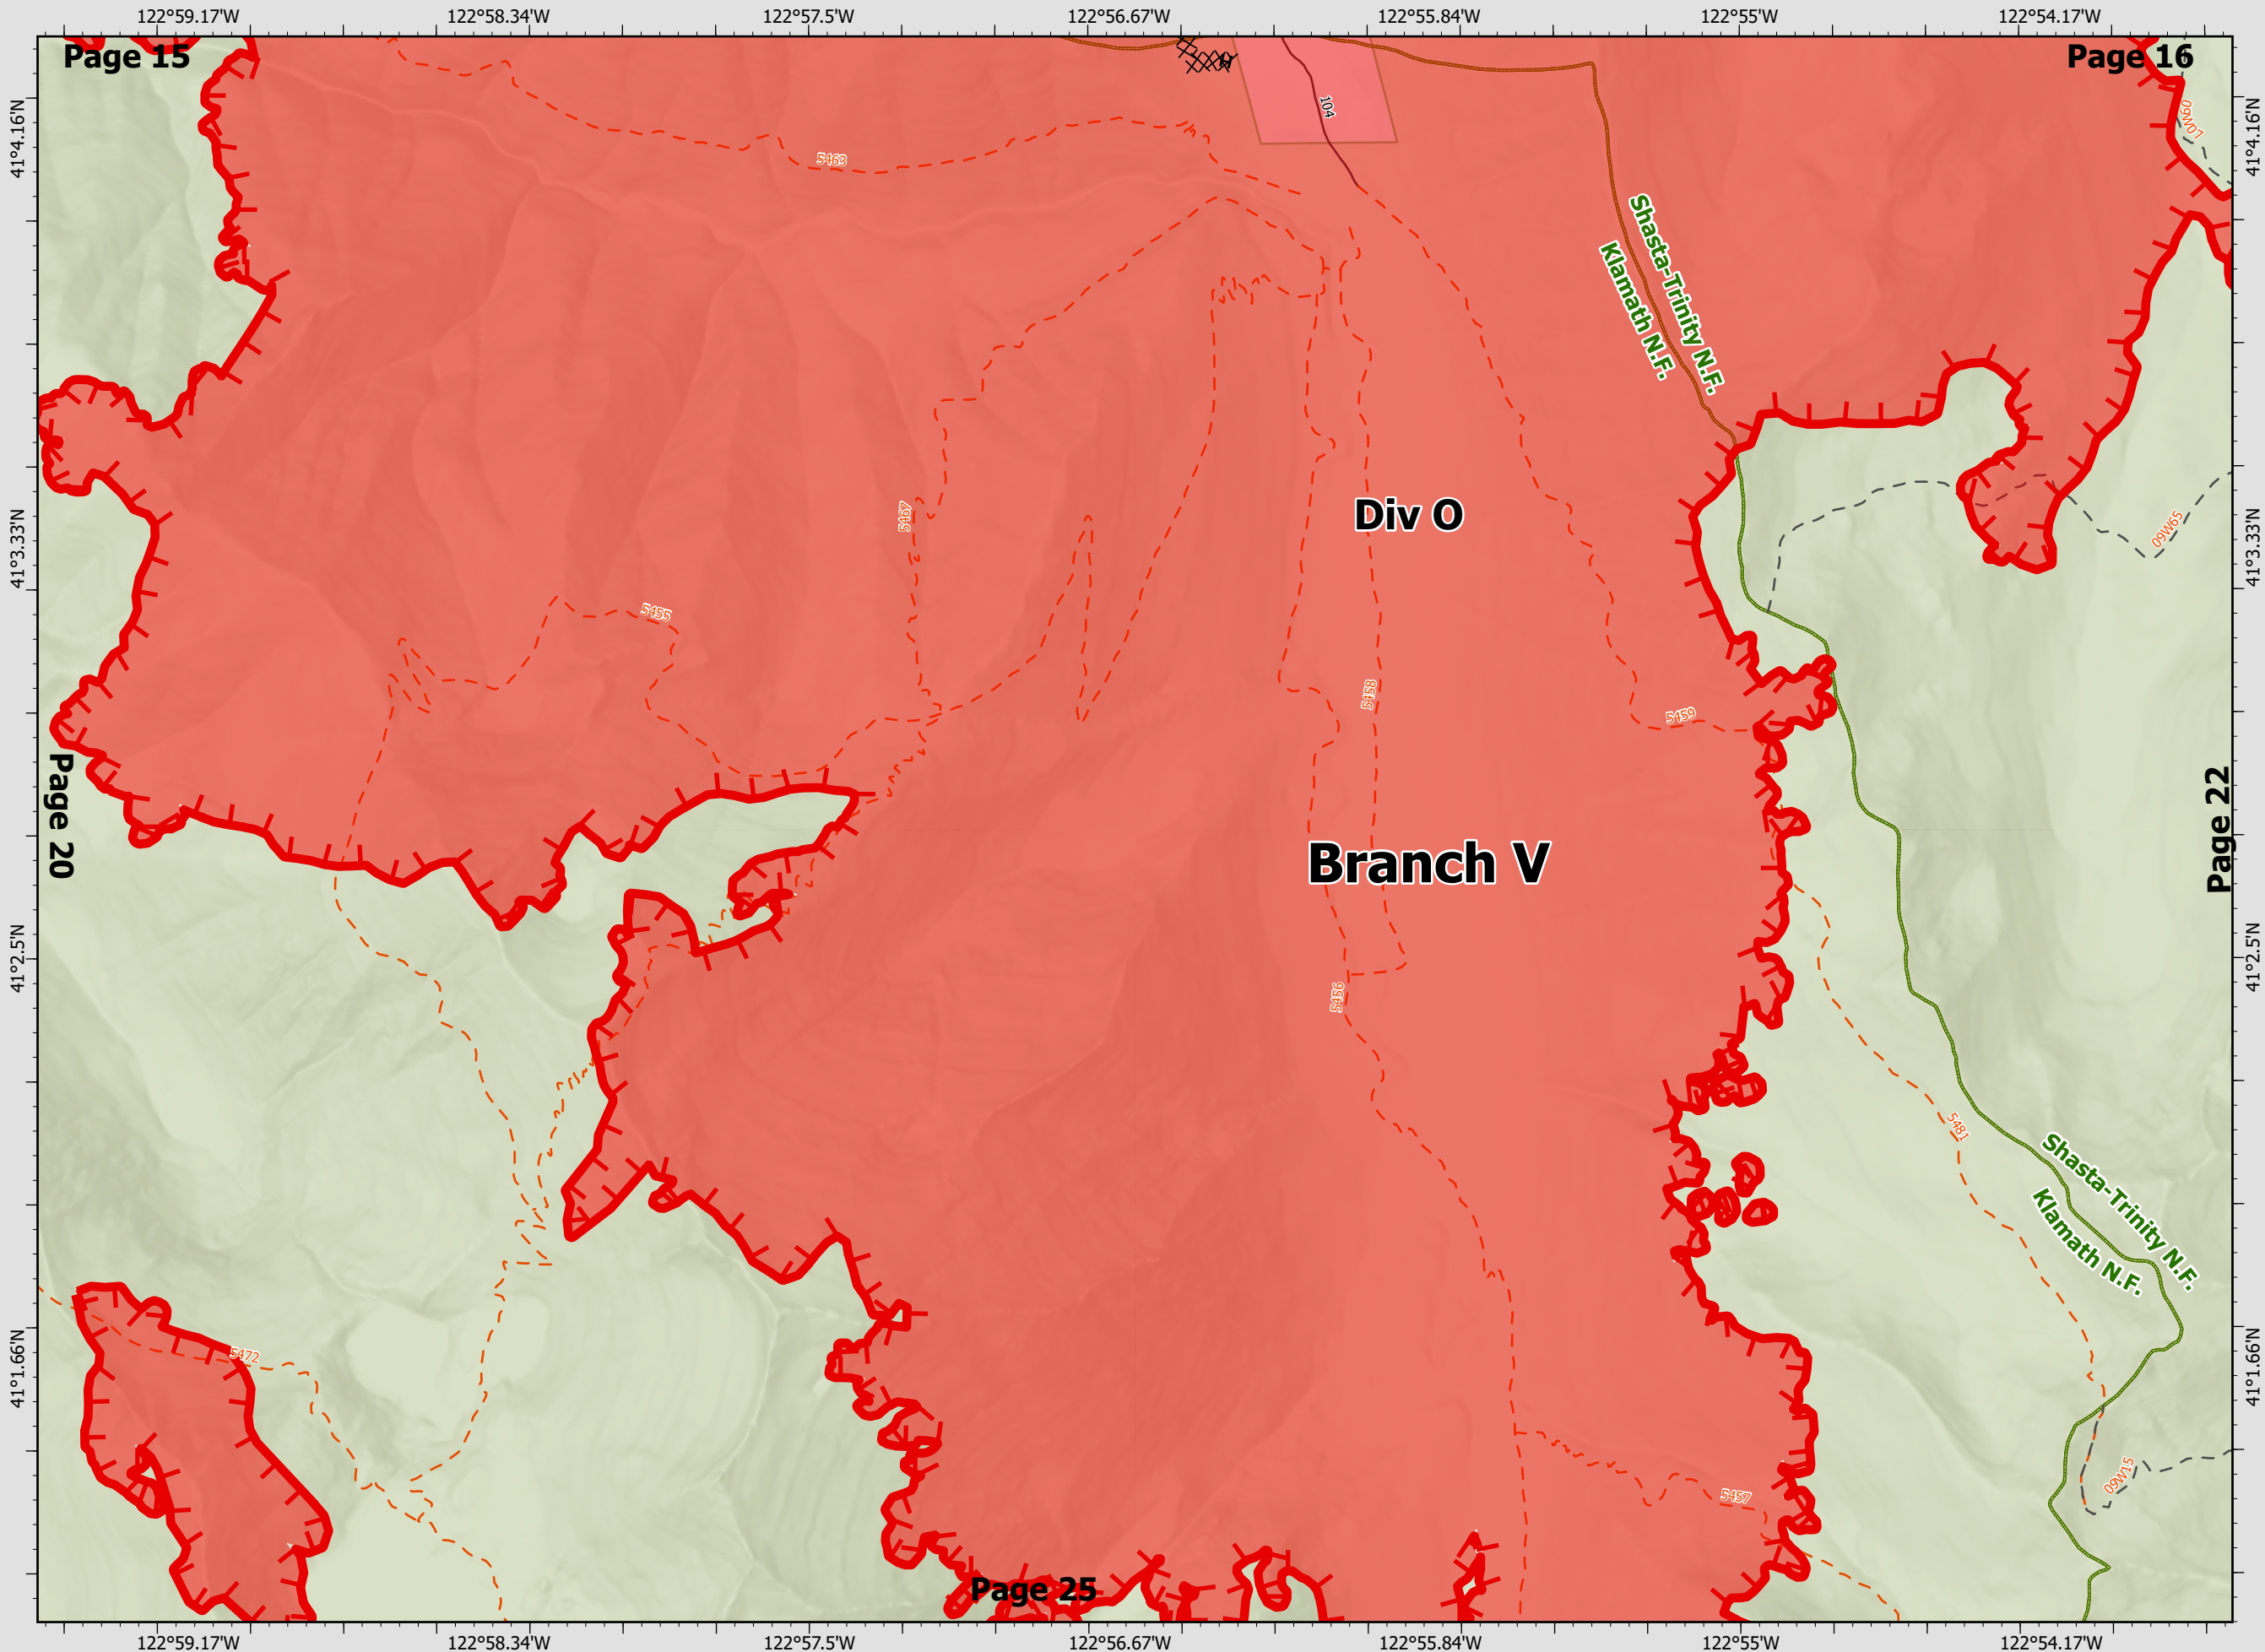 122°59.17'W
122°58.34'W
122°57.5'W
122°56.67'W
122°55.84'W
122°55'W
122°54.17'W
Page 15
Page 16
41°4.16'N
41°4.16'N
104
09W07
5463
Shasta-Trinity N.F.
Klamath N.F.
Div O
5467
09W65
41°3.33'N
41°3.33'N
5455
5458
5459
Page 20
Page 22
Branch V
41°2.5'N
41°2.5'N
5456
5481
Shasta-Trinity N.F.
Klamath N.F.
5472
41°1.66'N
41°1.66'N
09W15
5457
Page 25
122°59.17'W
122°58.34'W
122°57.5'W
122°56.67'W
122°55.84'W
122°55'W
122°54.17'W